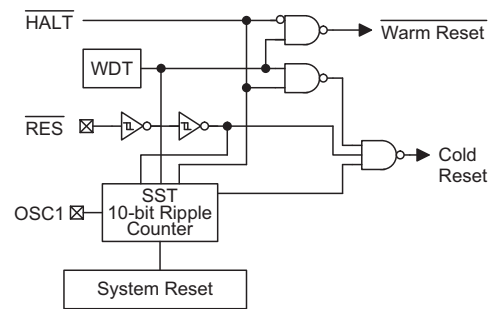 HALT
Warm Reset
WDT
RES
Cold
Reset
SST
10-bit Ripple
Counter
OSC1
System Reset